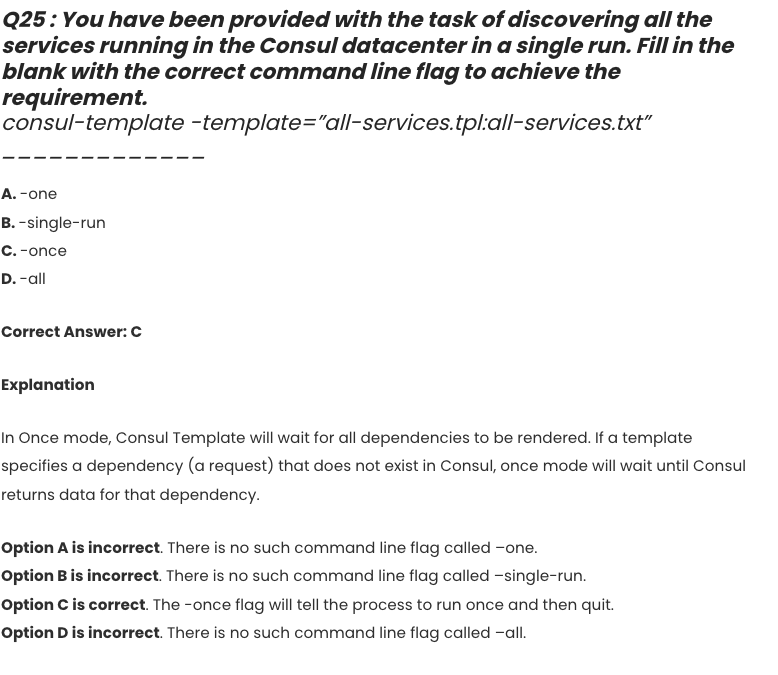 Q25 : You have been provided with the task of discovering all the
services running in the Consul datacenter in a single run. Fill in the
blank with the correct command line flag to achieve the
requirement.
consul-template -template=”all-services.tpl:all-services.txt”
_____________
A. -one
B. -single-run
C. -once
D. -all
Correct Answer: C
Explanation
In Once mode, Consul Template will wait for all dependencies to be rendered. If a template
specifies a dependency (a request) that does not exist in Consul, once mode will wait until Consul
returns data for that dependency.
Option A is incorrect. There is no such command line flag called –one.
Option B is incorrect. There is no such command line flag called –single-run.
Option C is correct. The -once flag will tell the process to run once and then quit.
Option D is incorrect. There is no such command line flag called –all.